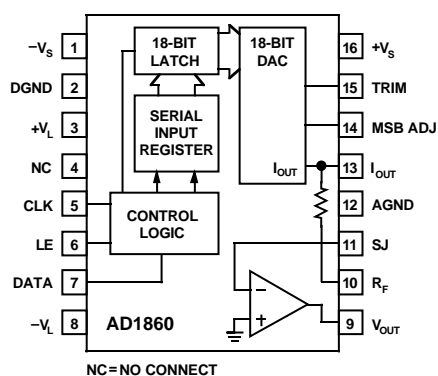 –VS 1
DGND 2
+VL 3
NC 4
CLK 5
LE 6
DATA 7
–VL 8
18-BIT
LATCH
18-BIT
DAC
SERIAL
INPUT
REGISTER
IOUT
CONTROL
LOGIC
–
+
AD1860
16 +VS
15 TRIM
14 MSB ADJ
13 IOUT
12 AGND
11 SJ
10 RF
9 VOUT
NC = NO CONNECT